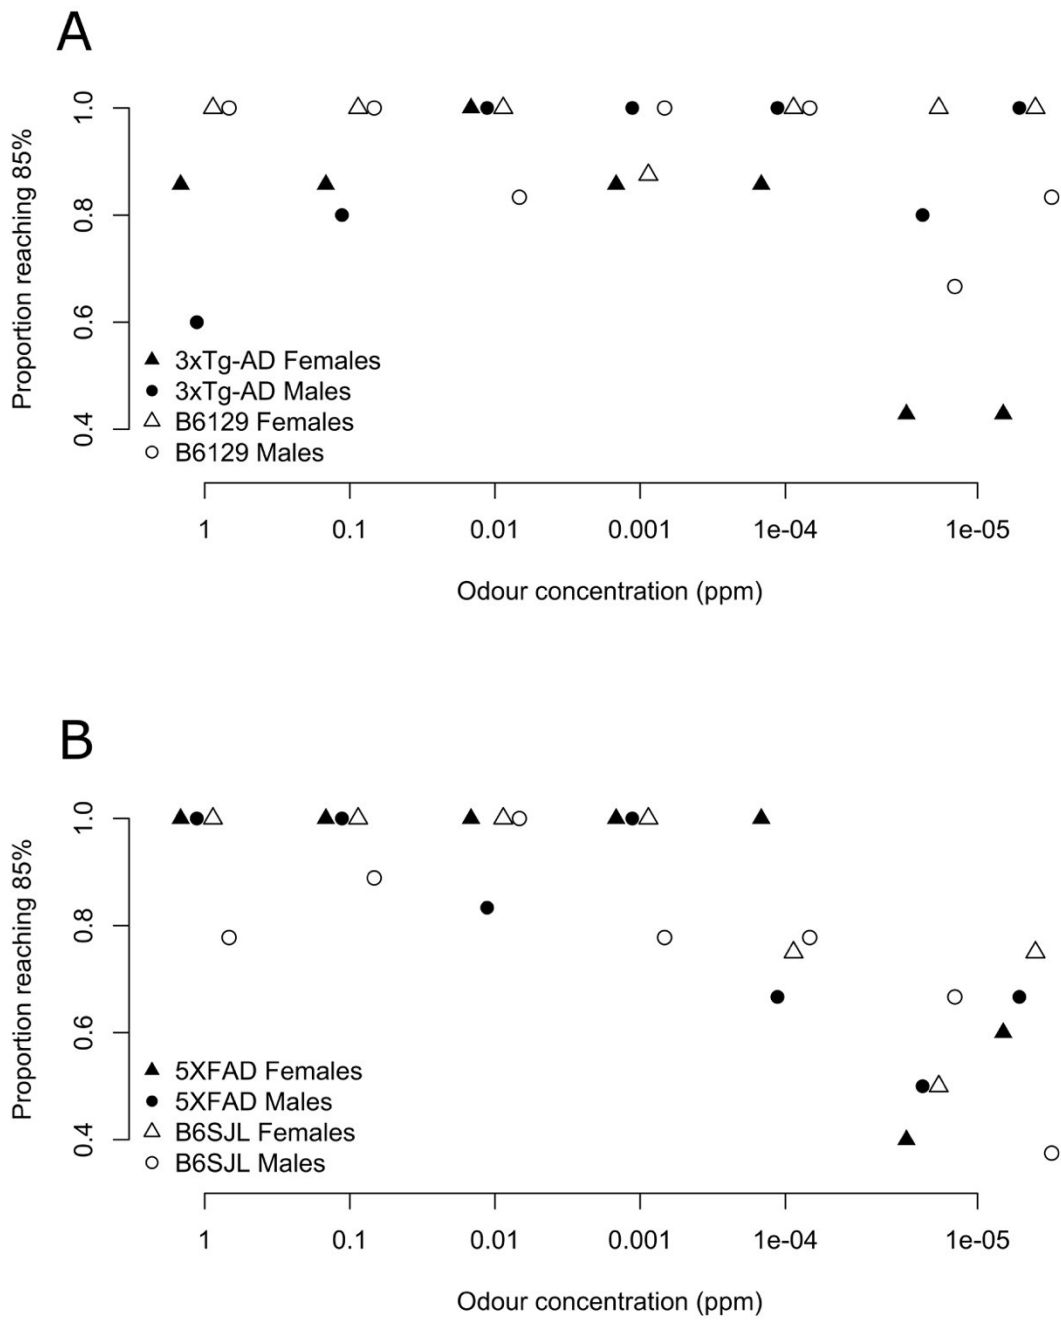 A
Proportion reaching 85%
1.0
0.8
0.6
0.4
3xTg-AD Females
3xTg-AD Males
B6129 Females
B6129 Males
1 0.1 0.01 0.001 1e-04 1e-05
Odour concentration (ppm)
B
Proportion reaching 85%
1.0
0.8
0.6
0.4
5XFAD Females
5XFAD Males
B6SJL Females
B6SJL Males
1 0.1 0.01 0.001 1e-04 1e-05
Odour concentration (ppm)